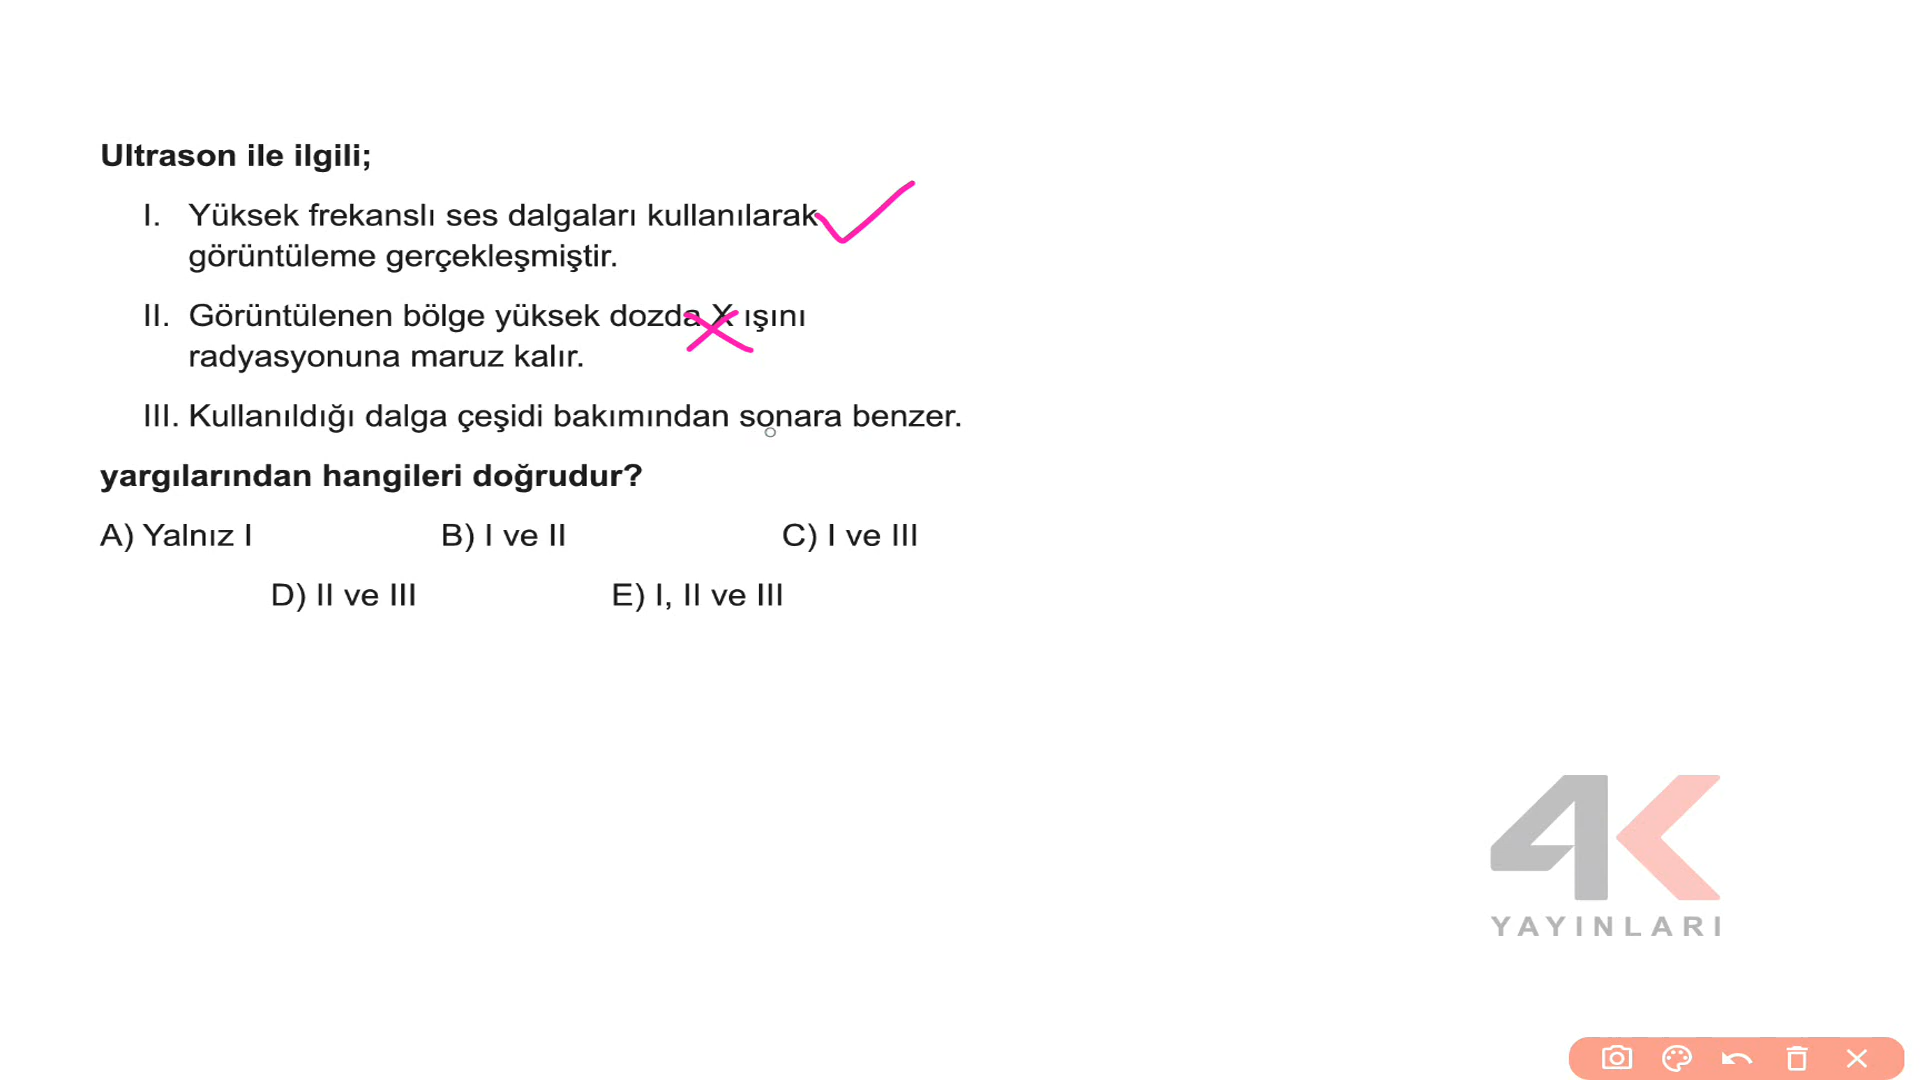 Ultrason ile ilgili;
I. Yüksek frekanslı ses dalgaları kullanılarak
görüntüleme gerçekleşmiştir.
II. Görüntülenen bölge yüksek dozda X ışını
radyasyonuna maruz kalır.
III. Kullanıldığı dalga çeşidi bakımından sonara benzer.
yargılarından hangileri doğrudur?
A) Yalnız I B) I ve II C) I ve III
D) II ve III E) I, II ve III
4K
YAYINLARI